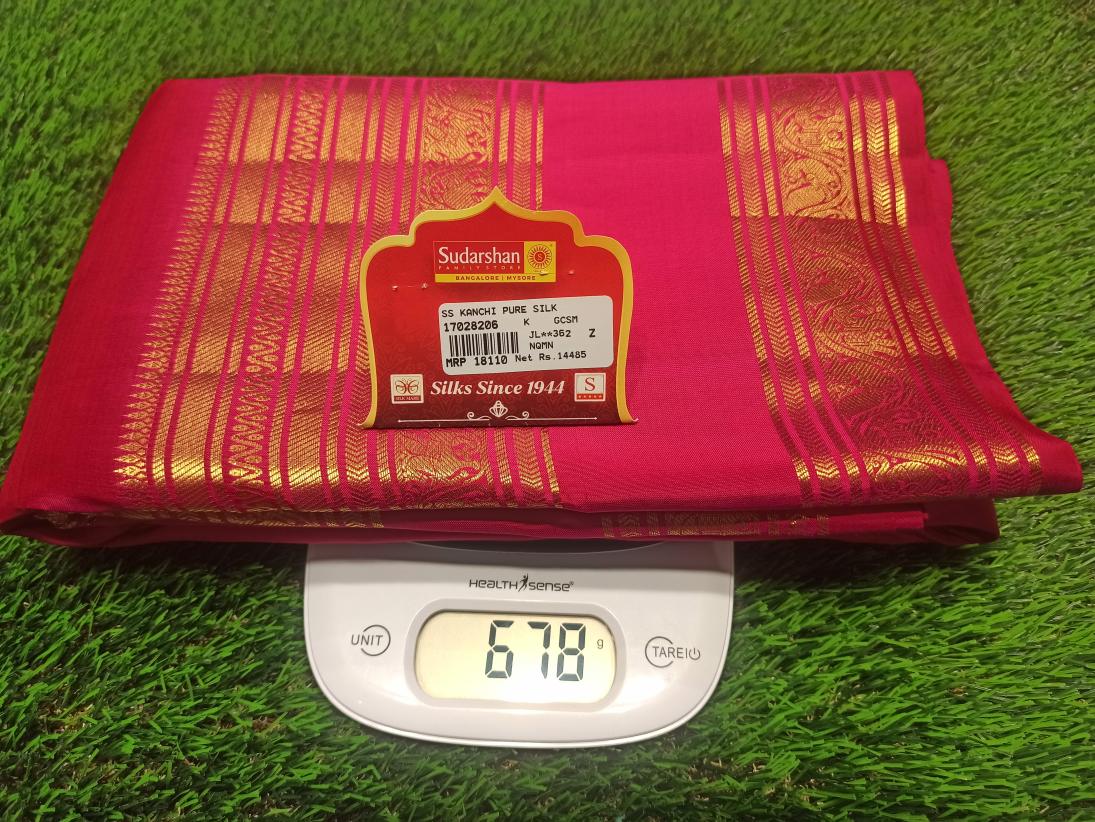 Sudarshan
FAMILY STORE
BANGALORE | MYSORE
SS KANCHI PURE SILK
17028206 K GCSM
JL**362 Z
NQMN
MRP 18110 Net Rs.14485
SILK MARK
Silks Since 1944
S
HEALTH SENSE®
UNIT
678 g
TARE